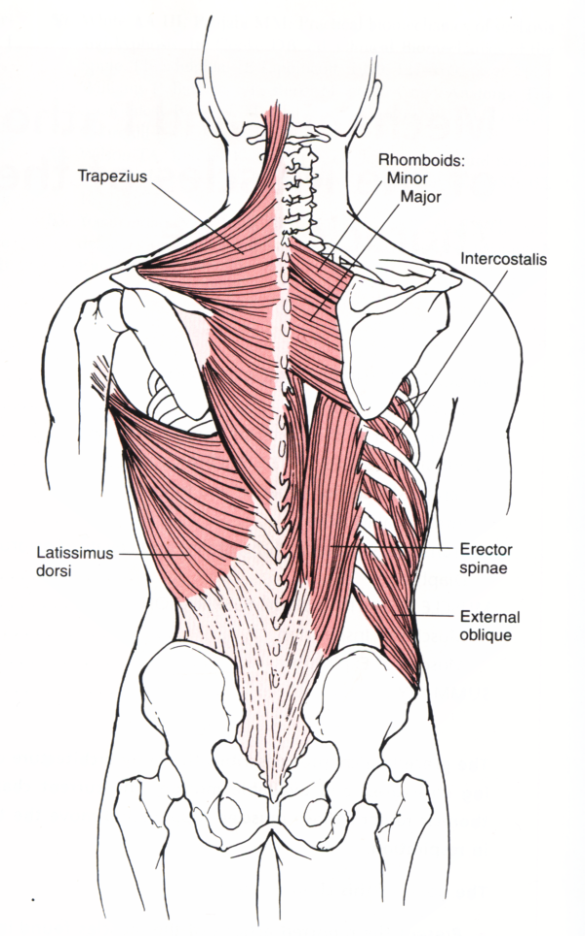 Trapezius
Rhomboids:
Minor
Major
Intercostalis
Latissimus
dorsi
Erector
spinae
External
oblique